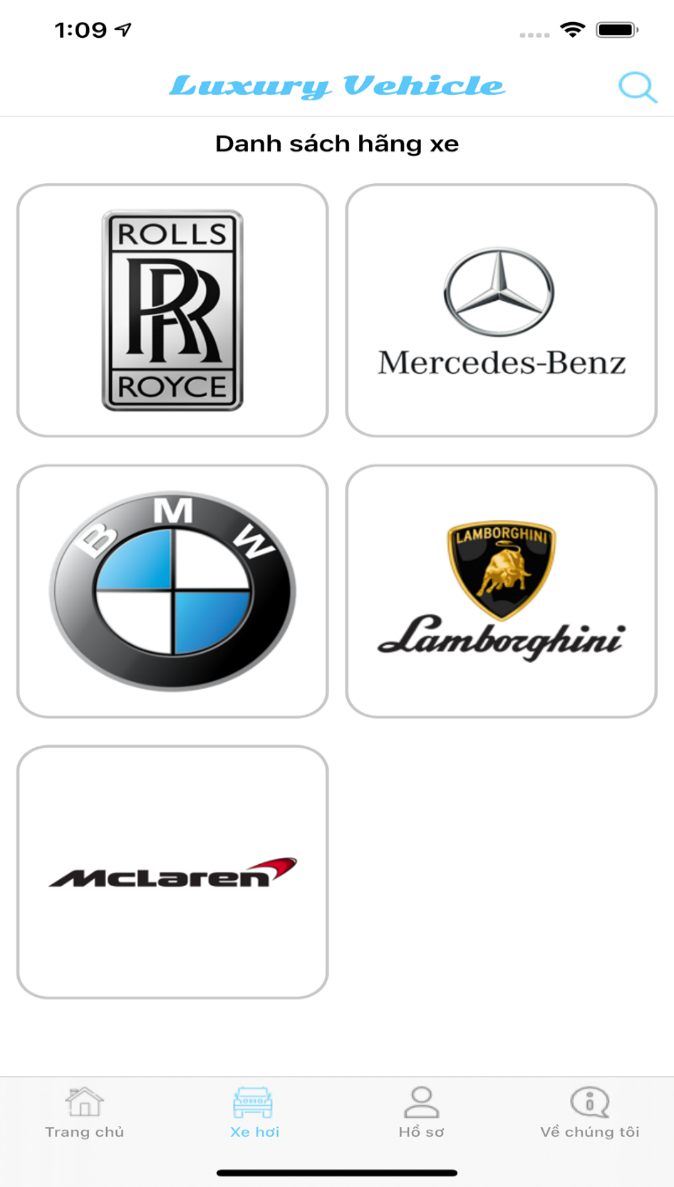 1:09
Luxury Vehicle
Danh sách hãng xe
ROLLS
RR
ROYCE
Mercedes-Benz
BMW
LAMBORGHINI
Lamborghini
McLaren
Trang chủ
Xe hơi
Hồ sơ
Về chúng tôi